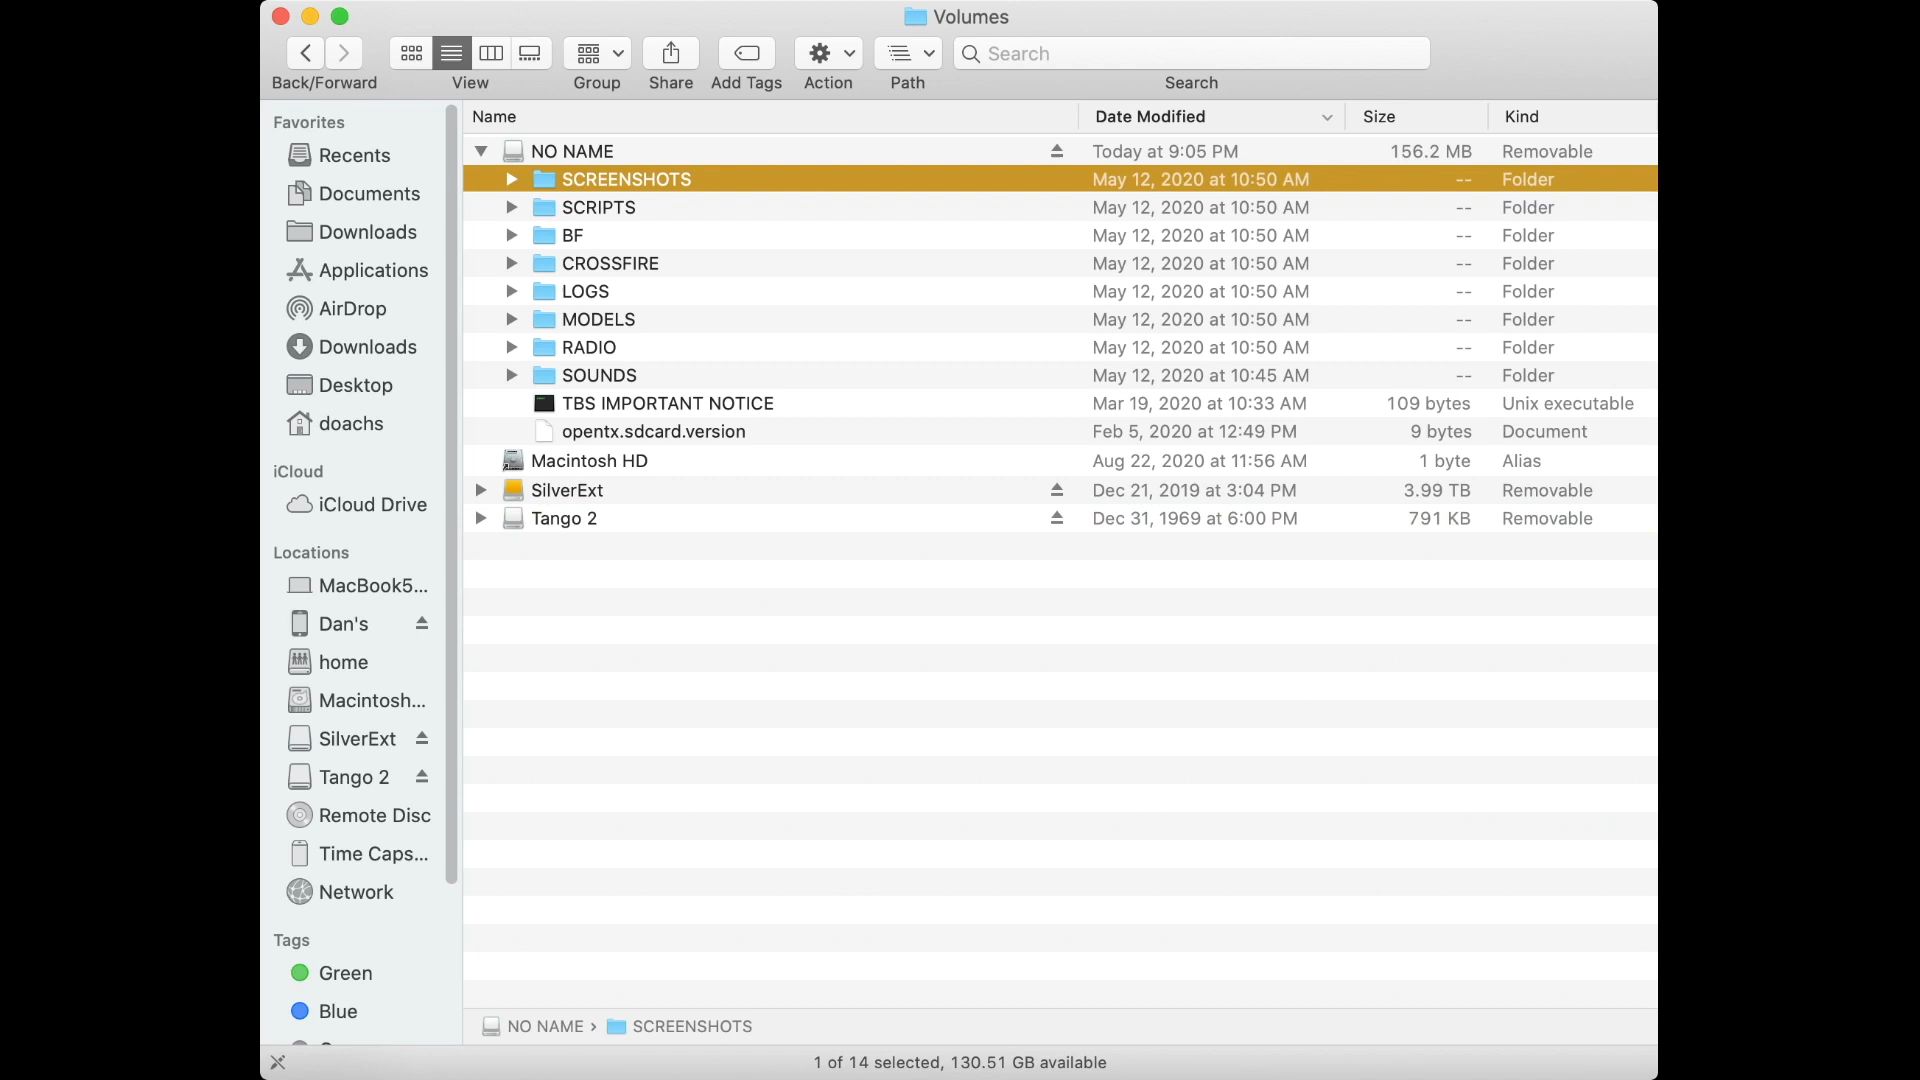 Volumes
Back/Forward View Group Share Add Tags Action Path Search
Search
Favorites
Recents
Documents
Downloads
Applications
AirDrop
Downloads
Desktop
doachs
iCloud
iCloud Drive
Locations
MacBook5...
Dan's
home
Macintosh...
SilverExt
Tango 2
Remote Disc
Time Caps...
Network
Tags
Green
Blue
Name Date Modified Size Kind
NO NAME Today at 9:05 PM 156.2 MB Removable
SCREENSHOTS May 12, 2020 at 10:50 AM -- Folder
SCRIPTS May 12, 2020 at 10:50 AM -- Folder
BF May 12, 2020 at 10:50 AM -- Folder
CROSSFIRE May 12, 2020 at 10:50 AM -- Folder
LOGS May 12, 2020 at 10:50 AM -- Folder
MODELS May 12, 2020 at 10:50 AM -- Folder
RADIO May 12, 2020 at 10:50 AM -- Folder
SOUNDS May 12, 2020 at 10:45 AM -- Folder
TBS IMPORTANT NOTICE Mar 19, 2020 at 10:33 AM 109 bytes Unix executable
opentx.sdcard.version Feb 5, 2020 at 12:49 PM 9 bytes Document
Macintosh HD Aug 22, 2020 at 11:56 AM 1 byte Alias
SilverExt Dec 21, 2019 at 3:04 PM 3.99 TB Removable
Tango 2 Dec 31, 1969 at 6:00 PM 791 KB Removable
NO NAME › SCREENSHOTS
1 of 14 selected, 130.51 GB available